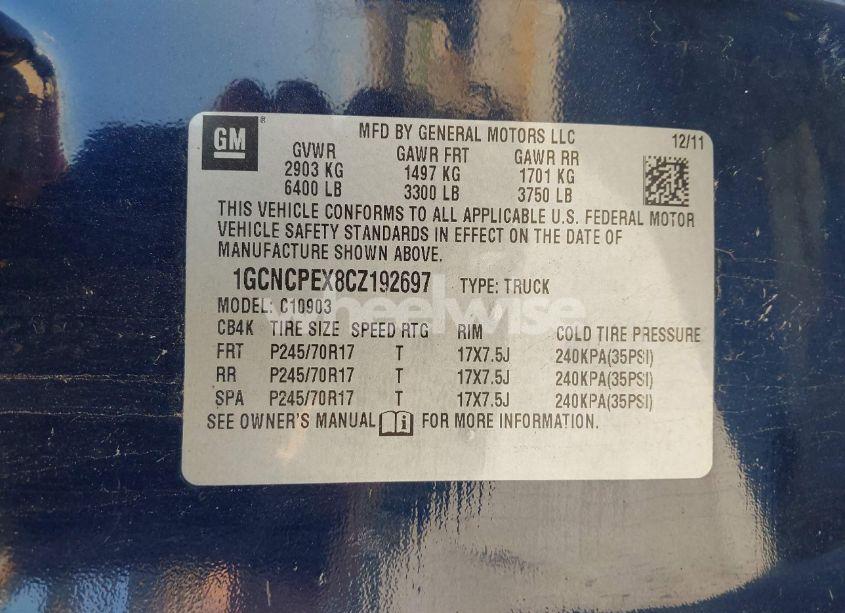 GM ®
MFD BY GENERAL MOTORS LLC
12/11
GVWR GAWR FRT GAWR RR
2903 KG 1497 KG 1701 KG
6400 LB 3300 LB 3750 LB
THIS VEHICLE CONFORMS TO ALL APPLICABLE U.S. FEDERAL MOTOR
VEHICLE SAFETY STANDARDS IN EFFECT ON THE DATE OF
MANUFACTURE SHOWN ABOVE.
1GCNCPEX8CZ192697 TYPE: TRUCK
MODEL: C10903
wheelwise
CB4K TIRE SIZE SPEED RTG RIM COLD TIRE PRESSURE
FRT P245/70R17 T 17X7.5J 240KPA(35PSI)
RR P245/70R17 T 17X7.5J 240KPA(35PSI)
SPA P245/70R17 T 17X7.5J 240KPA(35PSI)
SEE OWNER'S MANUAL FOR MORE INFORMATION.